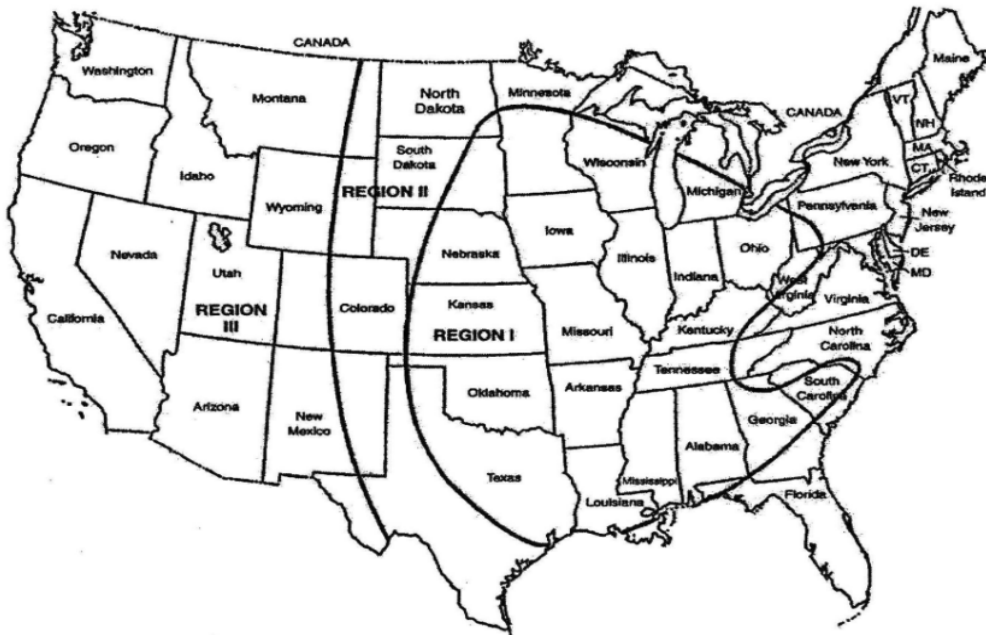 CANADA
Washington
Montana
North
Dakota
Minnesota
Maine
CANADA
VT
NH
Oregon
Idaho
South
Dakota
Wisconsin
Michigan
New York
MA
CT
Rhode
Island
REGION II
Wyoming
Pennsylvania
New
Jersey
Nevada
Utah
Nebraska
Iowa
Illinois
Indiana
Ohio
DE
MD
West
Virginia
Virginia
California
REGION
III
Colorado
Kansas
REGION I
Missouri
Kentucky
North
Carolina
Tennessee
Arizona
New
Mexico
Oklahoma
Arkansas
South
Carolina
Georgia
Alabama
Mississippi
Texas
Louisiana
Florida